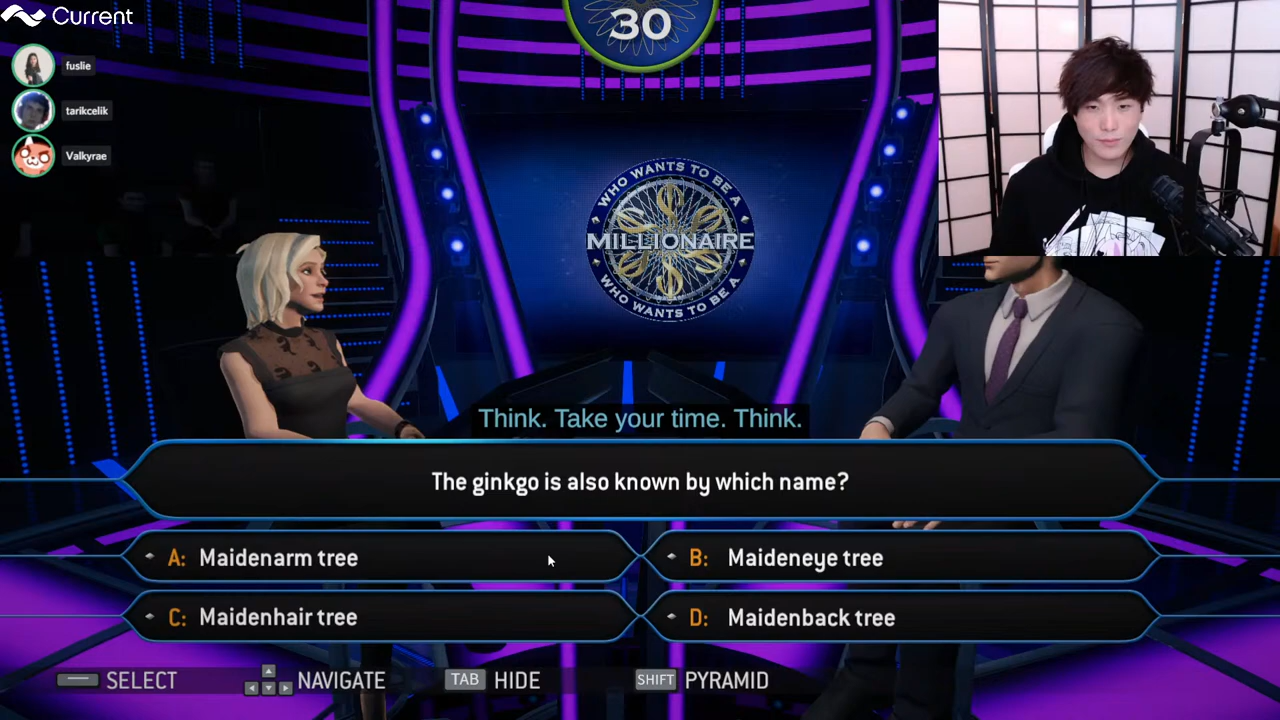 Current
30
fuslie
tarikcelik
Valkyrae
WHO WANTS TO BE A
MILLIONAIRE
WHO WANTS TO BE A
Think. Take your time. Think.
The ginkgo is also known by which name?
A: Maidenarm tree
B: Maideneye tree
C: Maidenhair tree
D: Maidenback tree
SELECT NAVIGATE TAB HIDE SHIFT PYRAMID